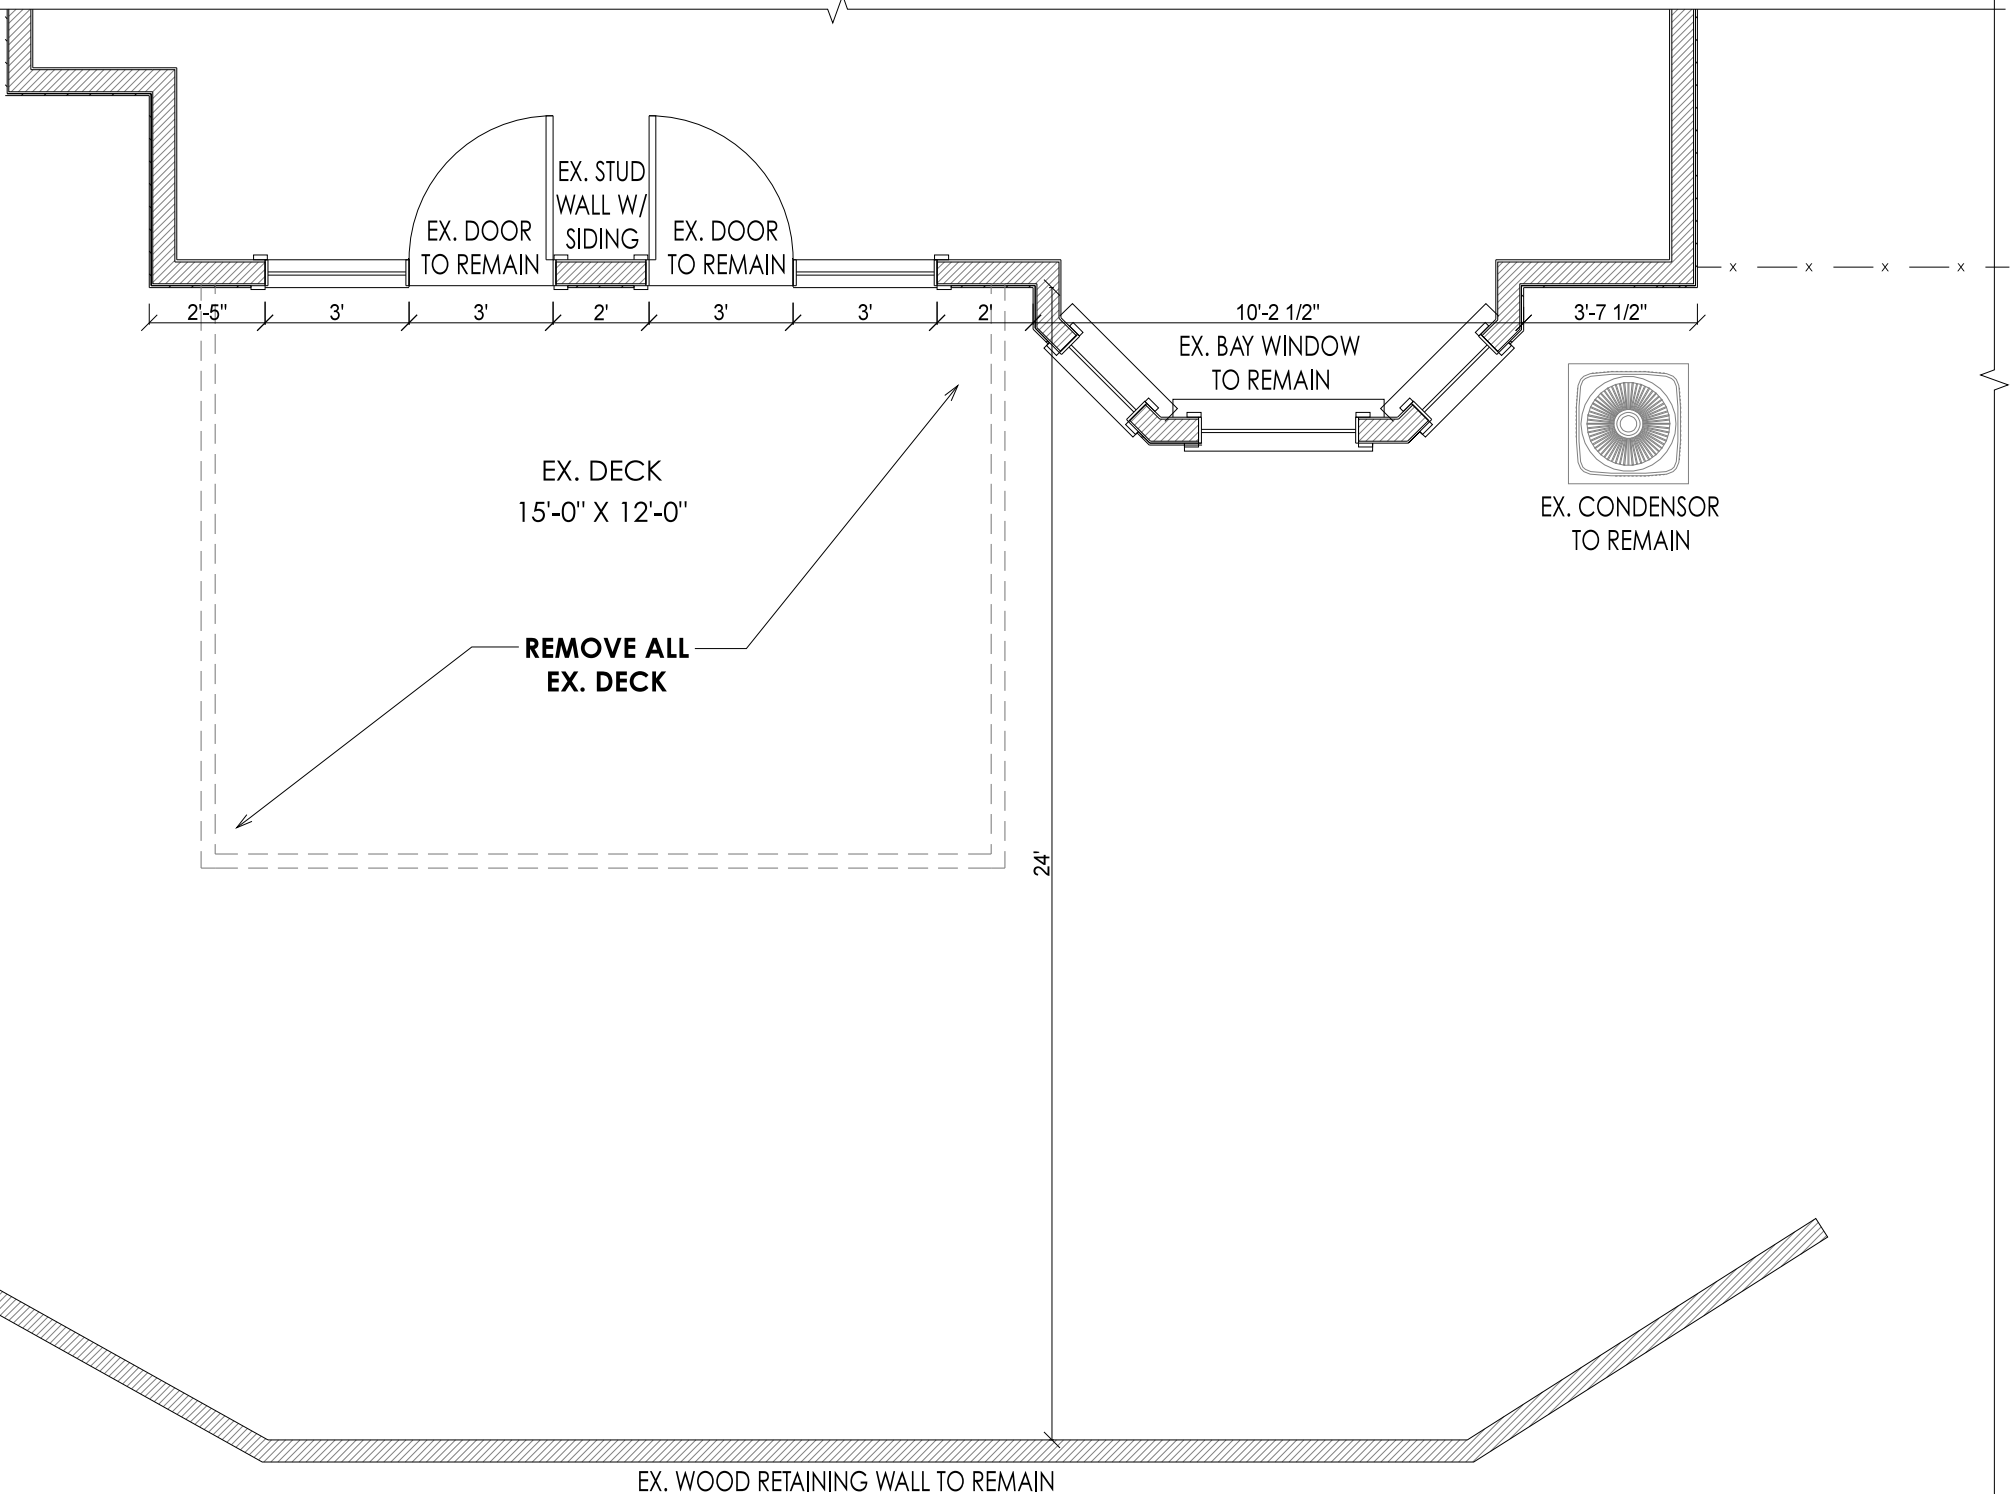 EX. STUD
WALL W/
SIDING
EX. DOOR
TO REMAIN
EX. DOOR
TO REMAIN
x x x x
2'-5" 3' 3' 2' 3' 3' 2' 10'-2 1/2" 3'-7 1/2"
EX. BAY WINDOW
TO REMAIN
EX. DECK
15'-0" X 12'-0"
EX. CONDENSOR
TO REMAIN
REMOVE ALL
EX. DECK
24'
EX. WOOD RETAINING WALL TO REMAIN